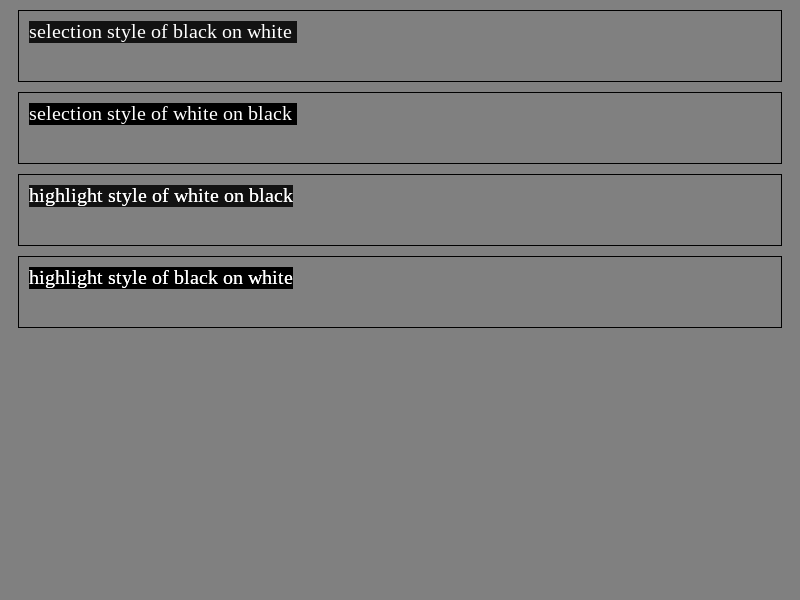 selection style of black on white
selection style of white on black
highlight style of white on black
highlight style of black on white